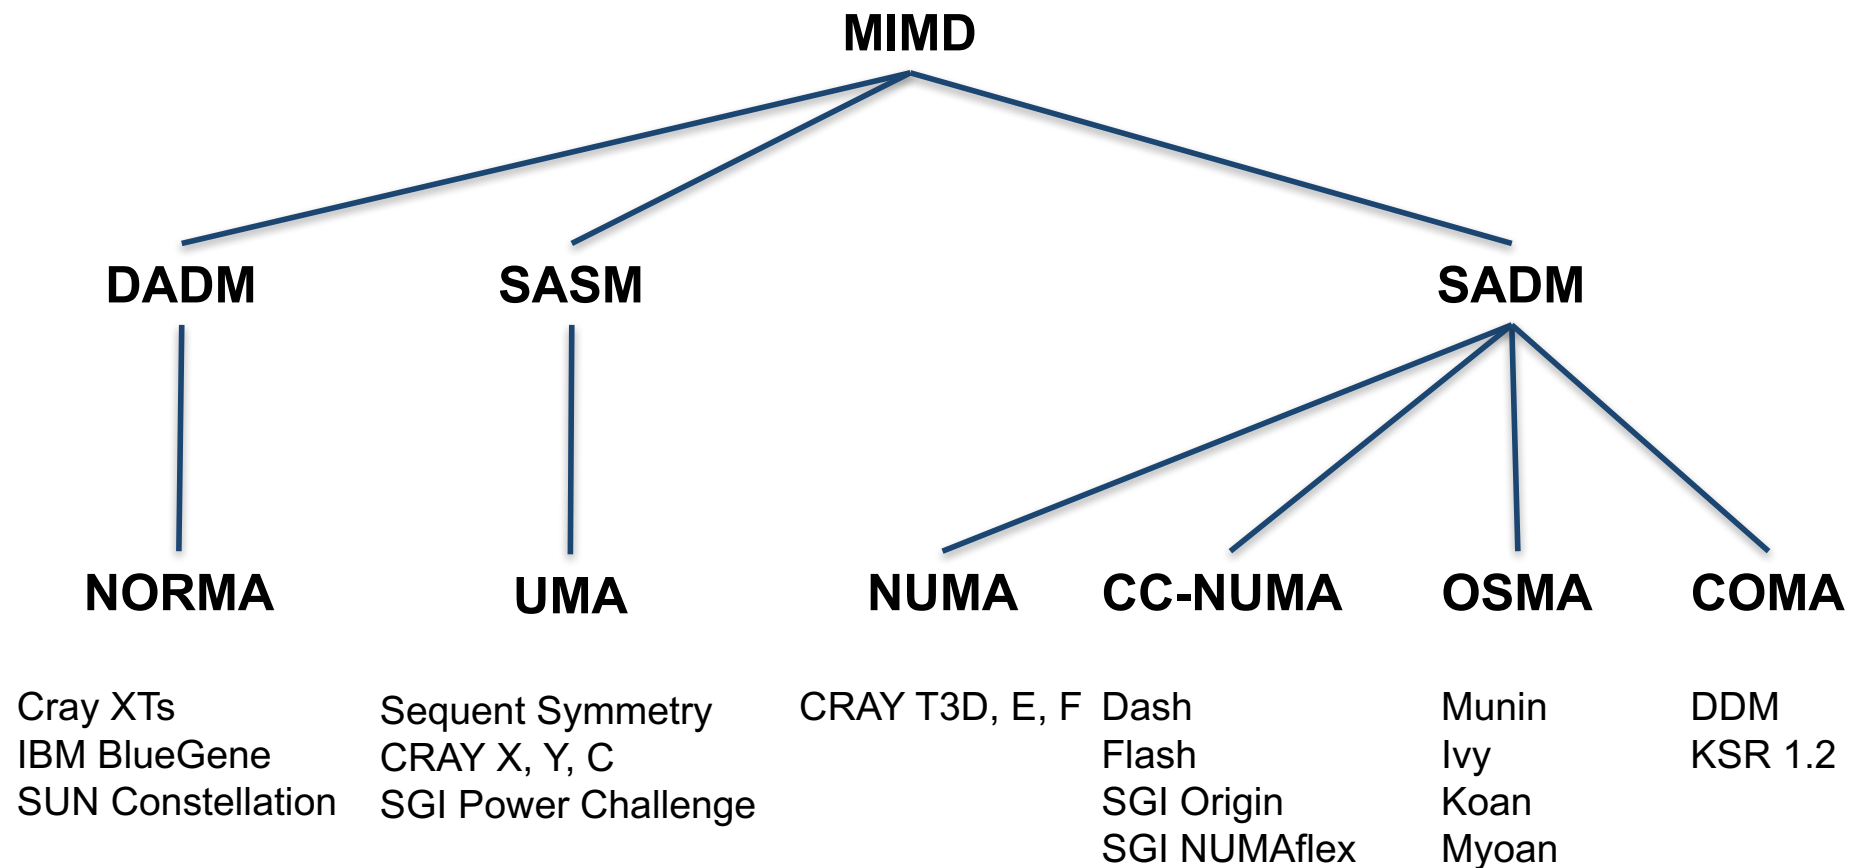 MIMD
DADM
SASM
SADM
NORMA
UMA
NUMA
CC-NUMA
OSMA
COMA
Cray XTs
IBM BlueGene
SUN Constellation
Sequent Symmetry
CRAY X, Y, C
SGI Power Challenge
CRAY T3D, E, F
Dash
Flash
SGI Origin
SGI NUMAflex
Munin
Ivy
Koan
Myoan
DDM
KSR 1.2